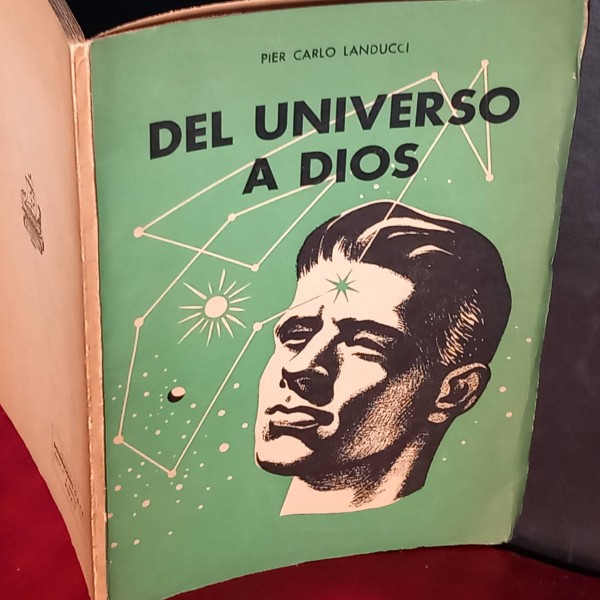 PIER CARLO LANDUCCI
DEL UNIVERSO
A DIOS